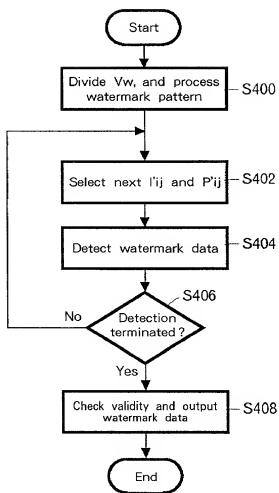 Start
Divide Vw, and process
watermark pattern
S400
Select next I'ij and P'ij
S402
Detect watermark data
S404
S406
Detection
terminated?
No
Yes
Check validity and output
watermark data
S408
End